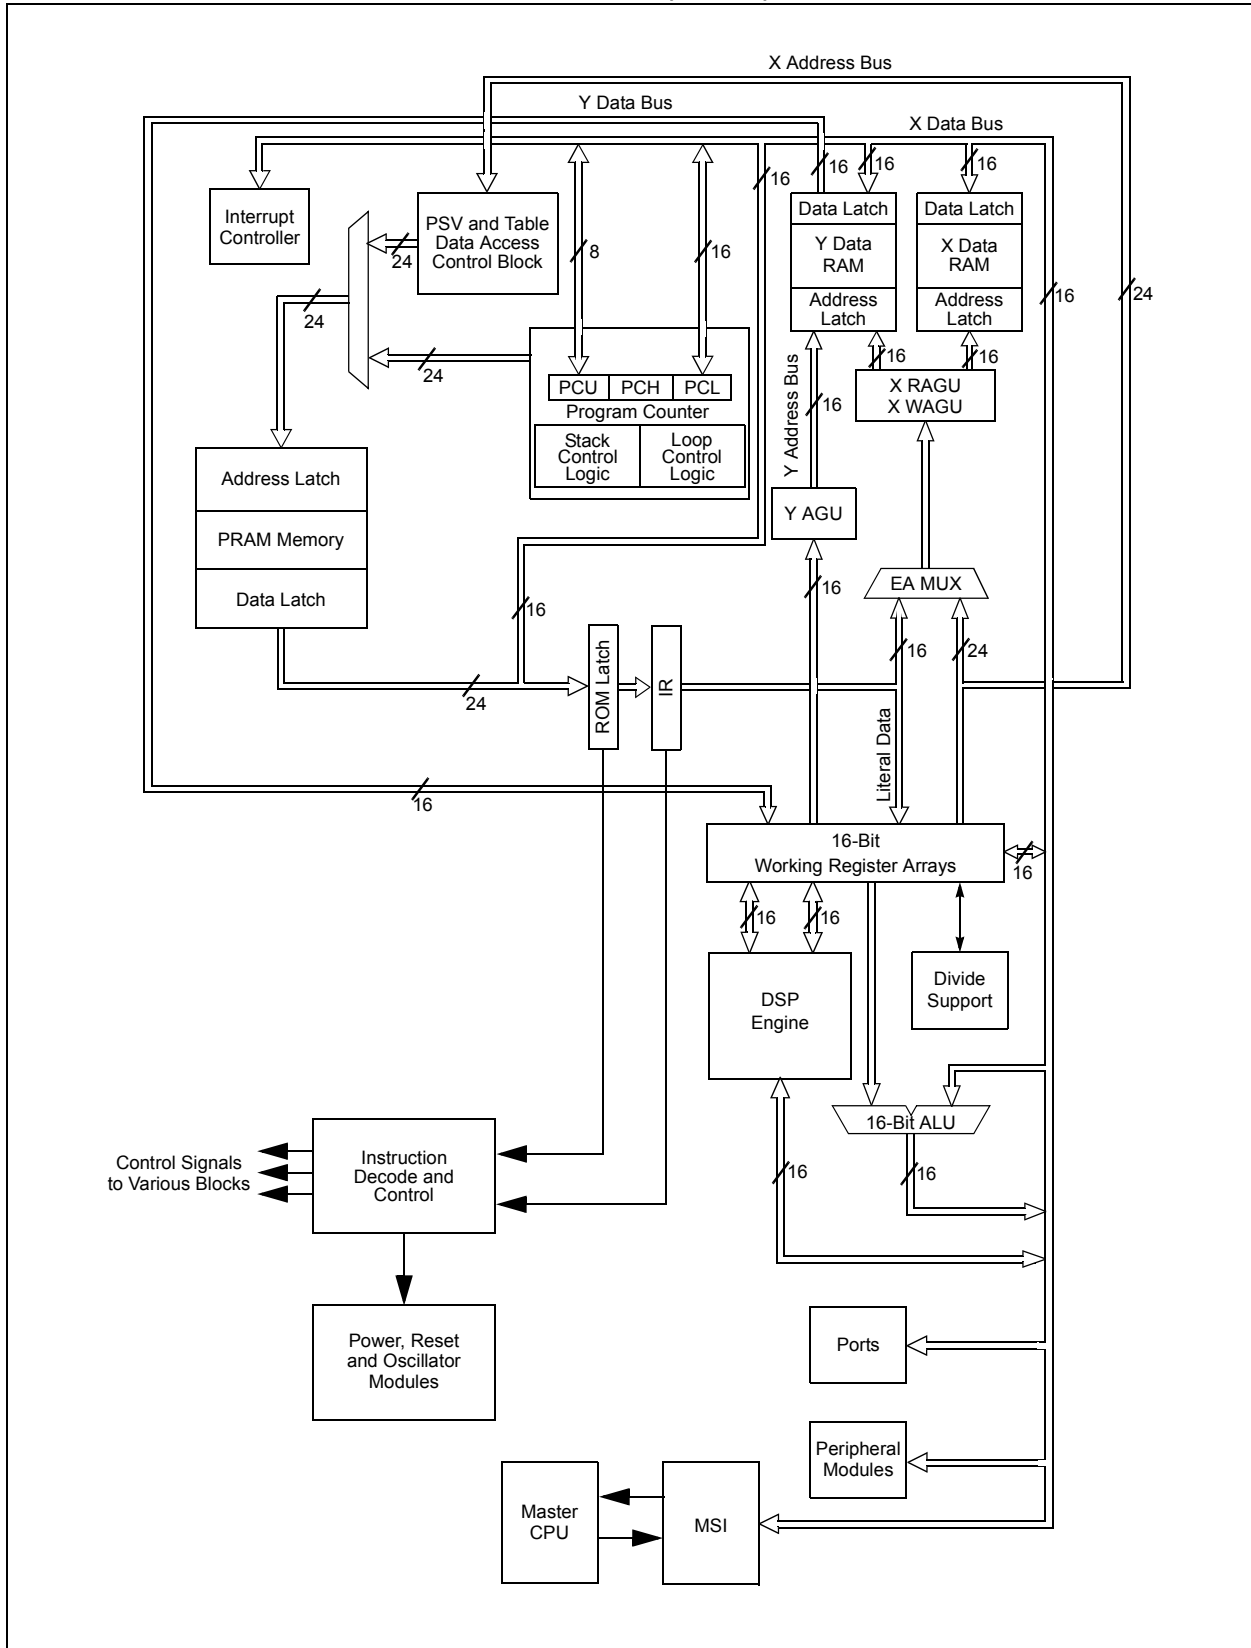 X Address Bus
Y Data Bus
X Data Bus
16
16
16
16
Interrupt
Controller
PSV and Table
Data Access
Control Block
Data Latch
Y Data
RAM
Address
Latch
Data Latch
X Data
RAM
Address
Latch
8
16
24
24
24
16
24
16
16
PCU
PCH
PCL
Program Counter
Stack
Control
Logic
Loop
Control
Logic
X RAGU
X WAGU
Y Address Bus
16
Address Latch
PRAM Memory
Data Latch
Y AGU
EA MUX
16
16
16
24
24
ROM Latch
IR
Literal Data
16
16-Bit
Working Register Arrays
16
16
16
DSP
Engine
Divide
Support
16-Bit ALU
16
16
Control Signals
to Various Blocks
Instruction
Decode and
Control
Power, Reset
and Oscillator
Modules
Ports
Peripheral
Modules
Master
CPU
MSI